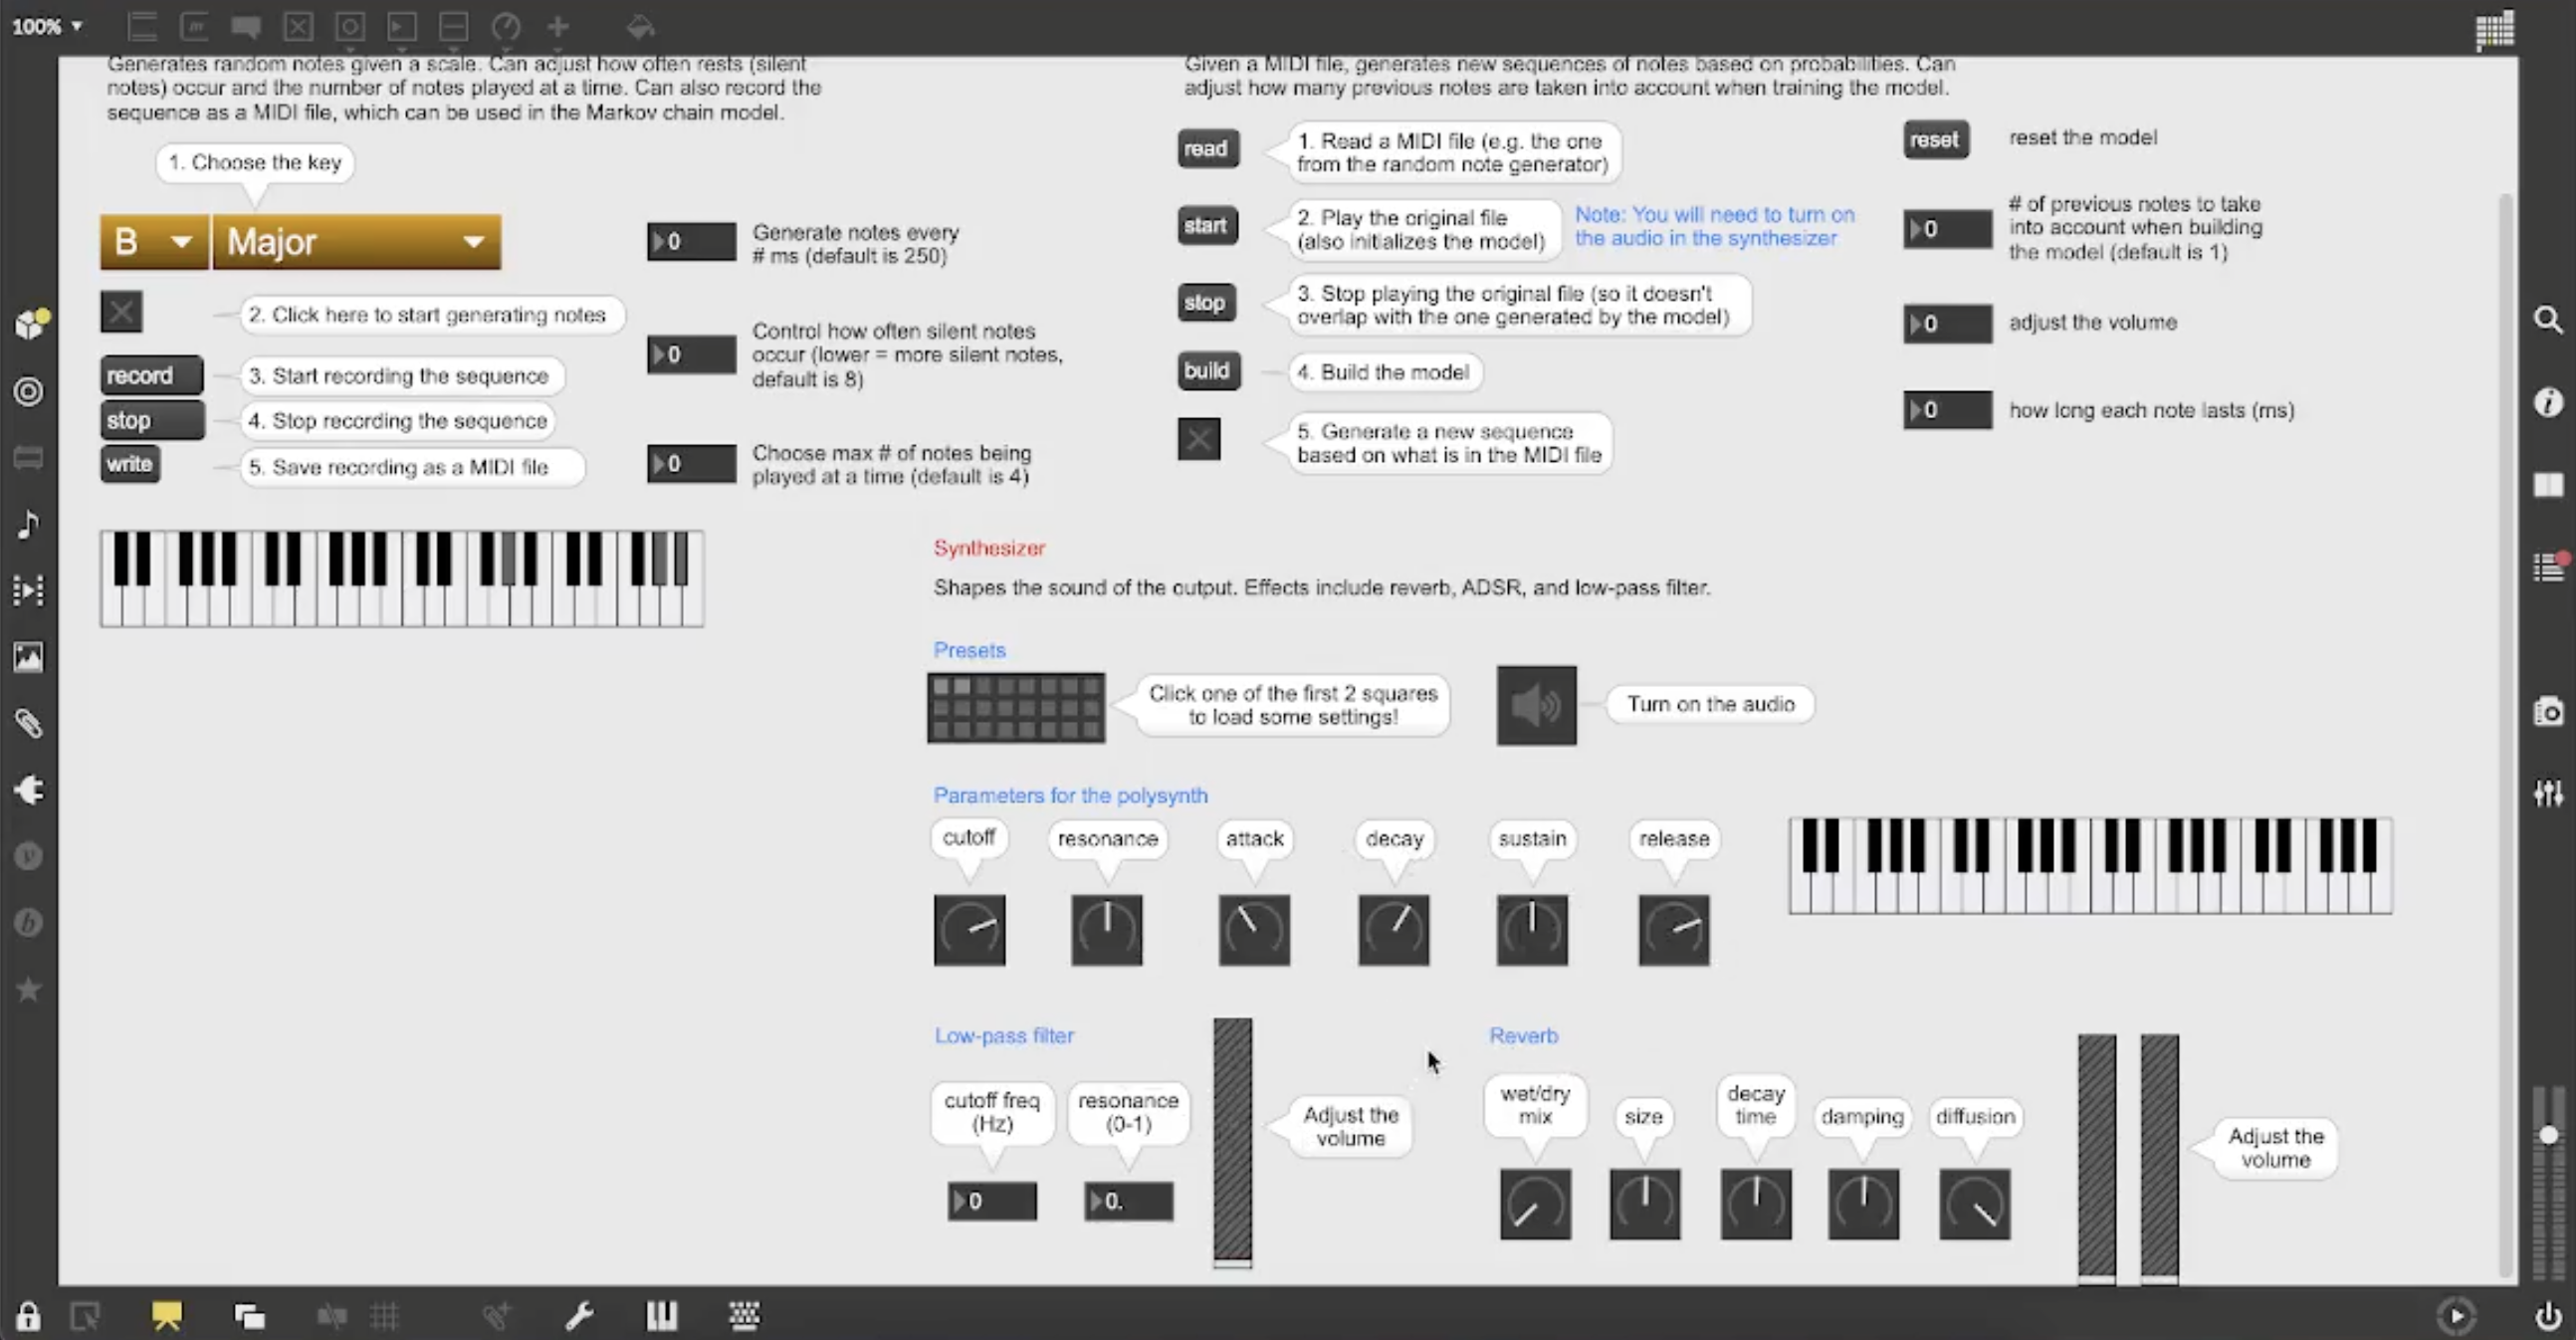 100%
Generates random notes given a scale. Can adjust how often rests (silent
notes) occur and the number of notes played at a time. Can also record the
sequence as a MIDI file, which can be used in the Markov chain model.
1. Choose the key
B
Major
2. Click here to start generating notes
record
3. Start recording the sequence
stop
4. Stop recording the sequence
write
5. Save recording as a MIDI file
0
Generate notes every
# ms (default is 250)
0
Control how often silent notes
occur (lower = more silent notes,
default is 8)
0
Choose max # of notes being
played at a time (default is 4)
Given a MIDI file, generates new sequences of notes based on probabilities. Can
adjust how many previous notes are taken into account when training the model.
read
1. Read a MIDI file (e.g. the one
from the random note generator)
start
2. Play the original file
(also initializes the model)
Note: You will need to turn on
the audio in the synthesizer
stop
3. Stop playing the original file (so it doesn't
overlap with the one generated by the model)
build
4. Build the model
5. Generate a new sequence
based on what is in the MIDI file
reset
reset the model
0
# of previous notes to take
into account when building
the model (default is 1)
0
adjust the volume
0
how long each note lasts (ms)
Synthesizer
Shapes the sound of the output. Effects include reverb, ADSR, and low-pass filter.
Presets
Click one of the first 2 squares
to load some settings!
Turn on the audio
Parameters for the polysynth
cutoff
resonance
attack
decay
sustain
release
Low-pass filter
cutoff freq
(Hz)
resonance
(0-1)
0
0.
Adjust the
volume
Reverb
wet/dry
mix
size
decay
time
damping
diffusion
Adjust the
volume